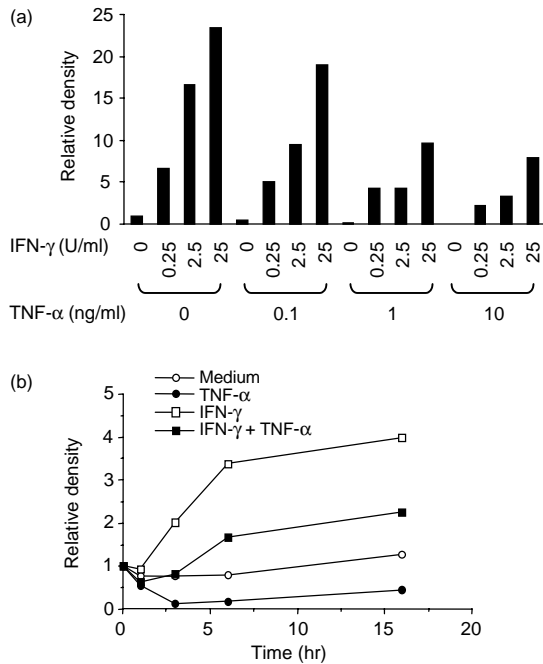 (a)
25
20
15
10
5
0
Relative density
IFN-γ (U/ml) 0 0.25 2.5 25 0 0.25 2.5 25 0 0.25 2.5 25 0 0.25 2.5 25
TNF-α (ng/ml) 0 0.1 1 10
(b)
Medium
TNF-α
IFN-γ
IFN-γ + TNF-α
5
4
3
2
1
0
Relative density
0 5 10 15 20
Time (hr)